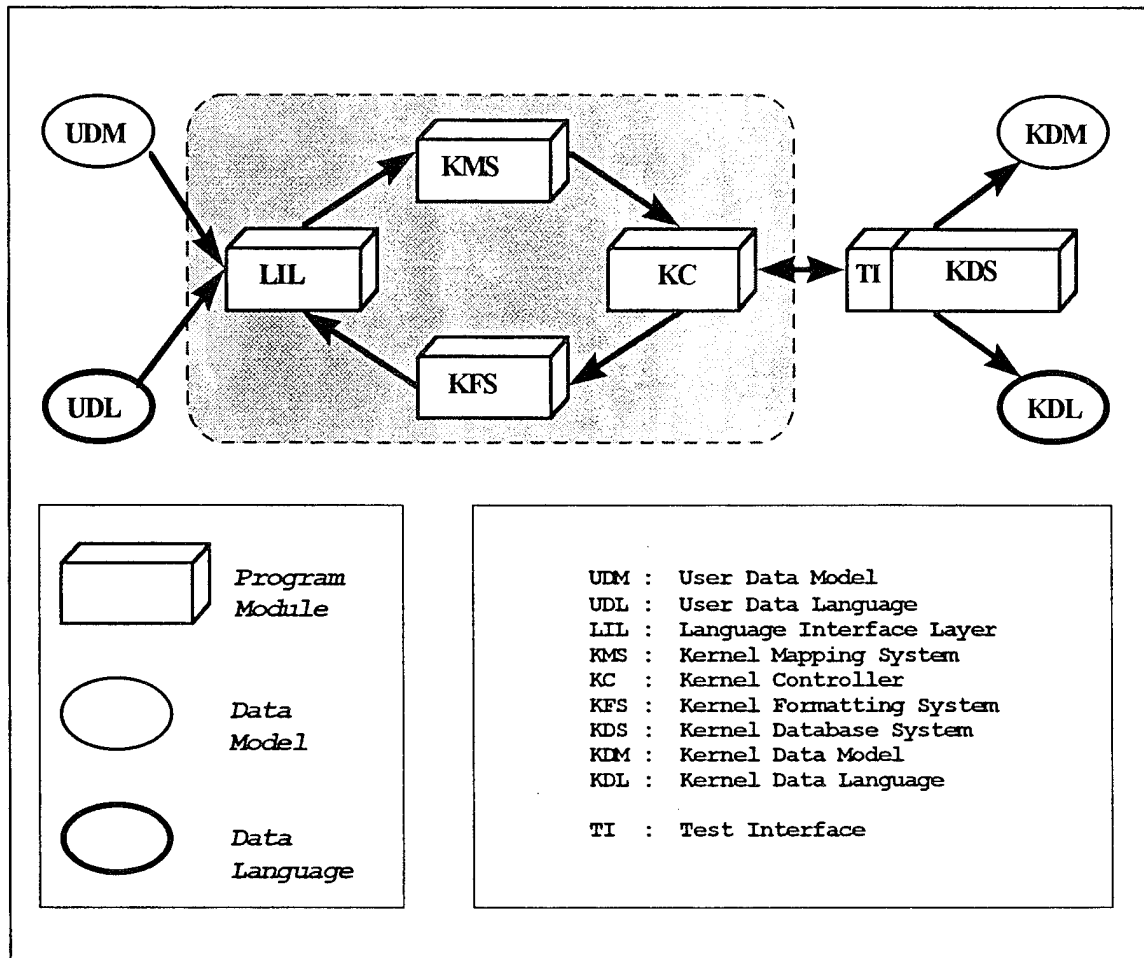 UDM
KMS
KDM
LIL
KC
TI
KDS
KFS
UDL
KDL
Program
Module
Data
Model
Data
Language
UDM : User Data Model
UDL : User Data Language
LIL : Language Interface Layer
KMS : Kernel Mapping System
KC : Kernel Controller
KFS : Kernel Formatting System
KDS : Kernel Database System
KDM : Kernel Data Model
KDL : Kernel Data Language
TI : Test Interface